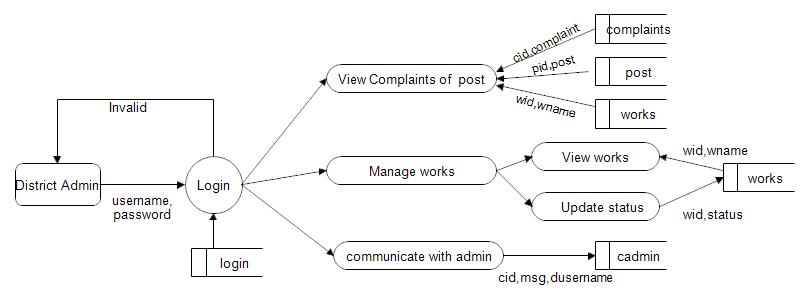 complaints
cid,complaint
pid,post
post
View Complaints of post
wid,wname
works
Invalid
View works
wid,wname
District Admin
Login
Manage works
works
username,
password
Update status
wid,status
login
communicate with admin
cadmin
cid,msg,dusername